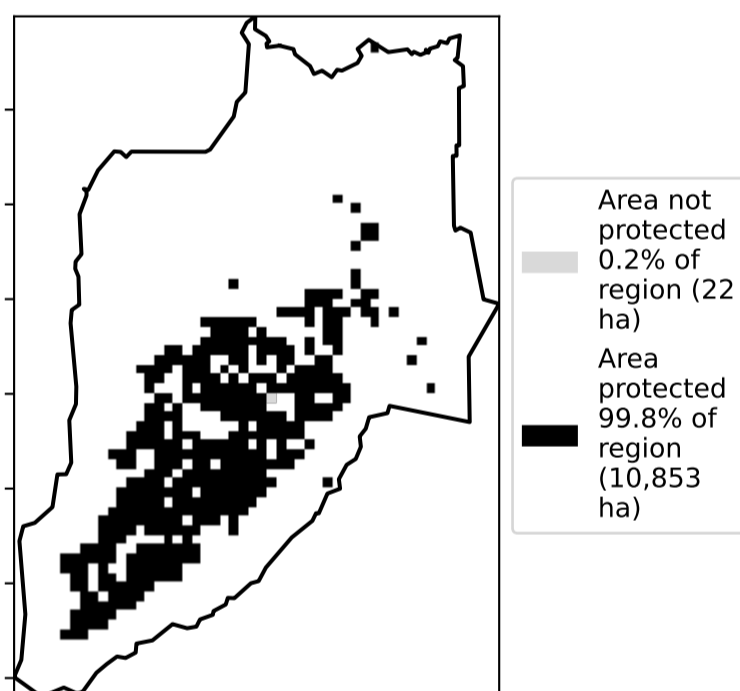 Area not
protected
0.2% of
region (22
ha)
Area
protected
99.8% of
region
(10,853
ha)